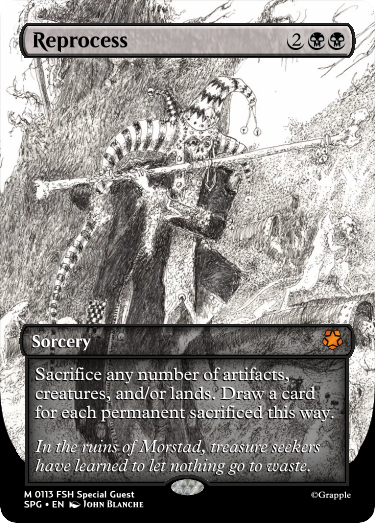 Reprocess 2
Sorcery
Sacrifice any number of artifacts,
creatures, and/or lands. Draw a card
for each permanent sacrificed this way.
In the ruins of Morstad, treasure seekers
have learned to let nothing go to waste.
M 0113 FSH Special Guest
SPG • EN John Blanche
©Grapple